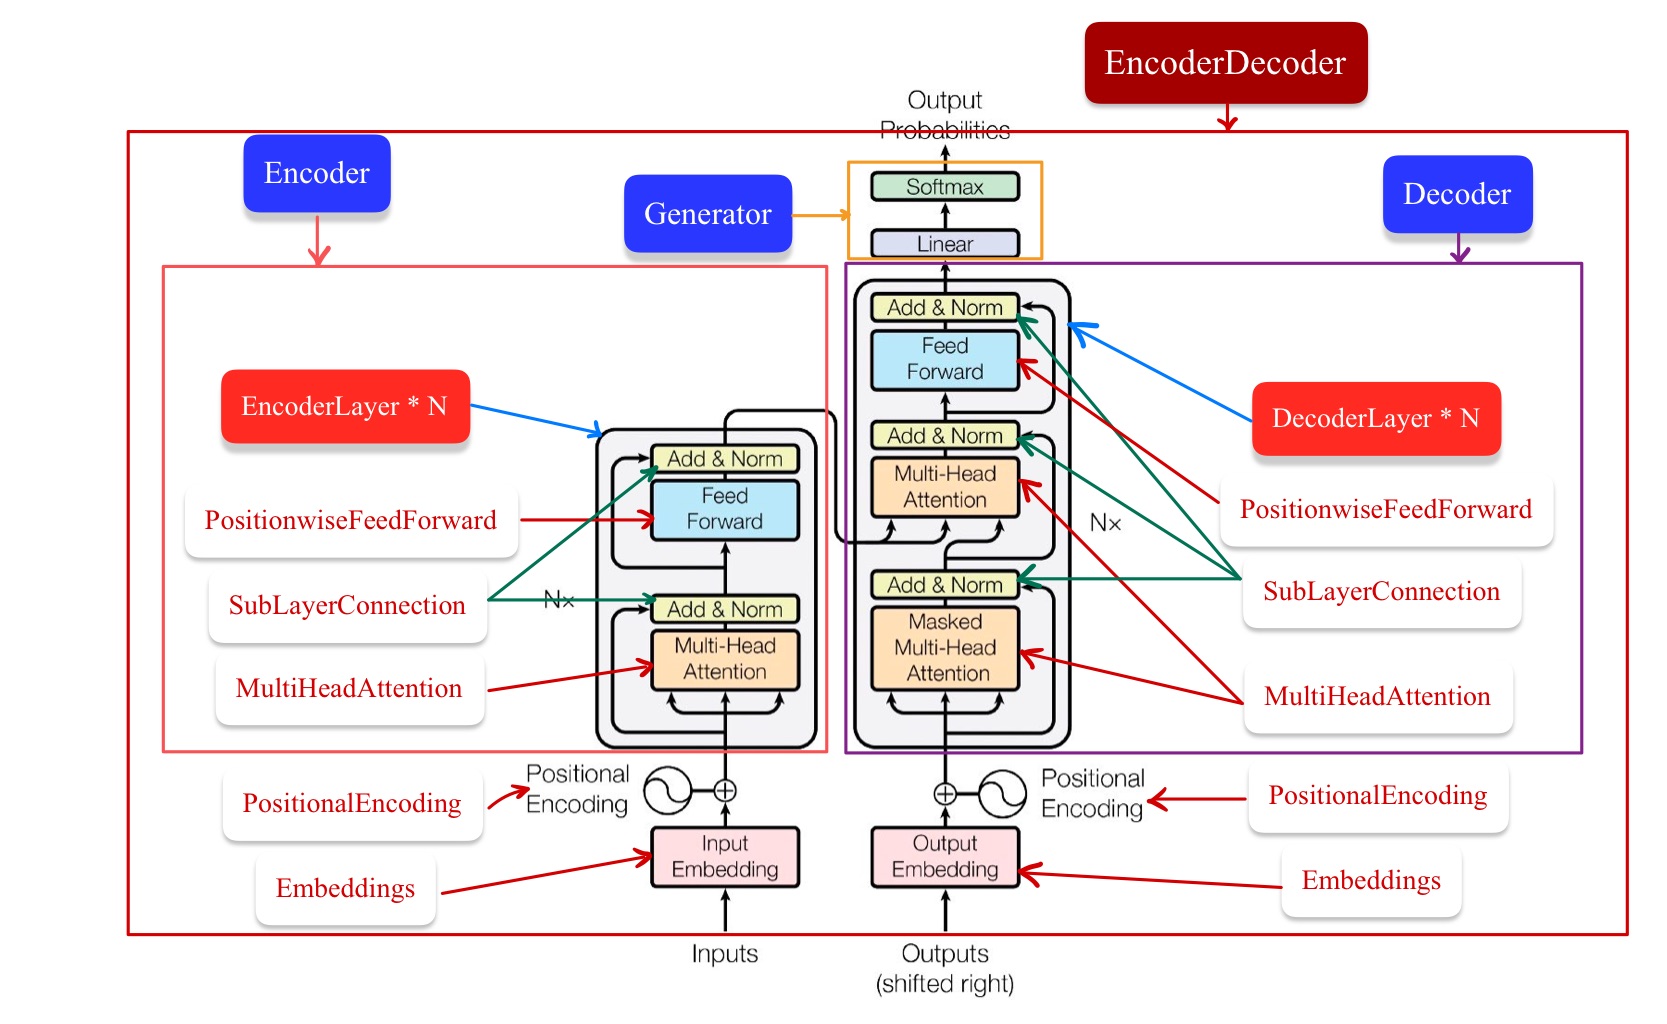 EncoderDecoder
Output
Probabilities
Encoder
Generator
Softmax
Linear
Decoder
EncoderLayer * N
PositionwiseFeedForward
SubLayerConnection
MultiHeadAttention
PositionalEncoding
Embeddings
Add & Norm
Feed
Forward
N×
Add & Norm
Multi-Head
Attention
Positional
Encoding
Input
Embedding
Inputs
Add & Norm
Feed
Forward
Add & Norm
Multi-Head
Attention
N×
Add & Norm
Masked
Multi-Head
Attention
Positional
Encoding
Output
Embedding
Outputs
(shifted right)
DecoderLayer * N
PositionwiseFeedForward
SubLayerConnection
MultiHeadAttention
PositionalEncoding
Embeddings